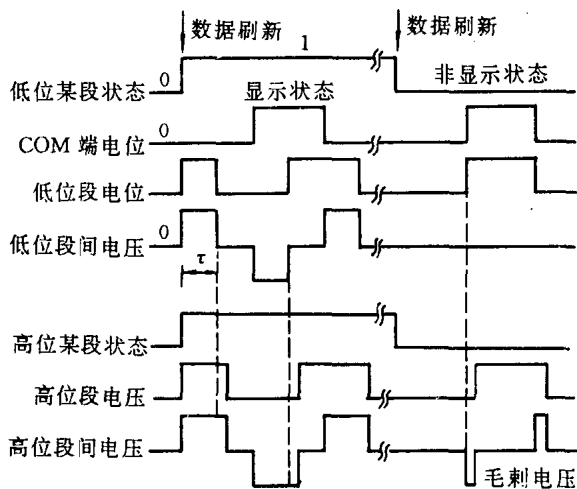 数据刷新
数据刷新
1
0
低位某段状态
显示状态
非显示状态
0
COM 端电位
低位段电位
0
低位段间电压
τ
高位某段状态
高位段电压
高位段间电压
毛刺电压